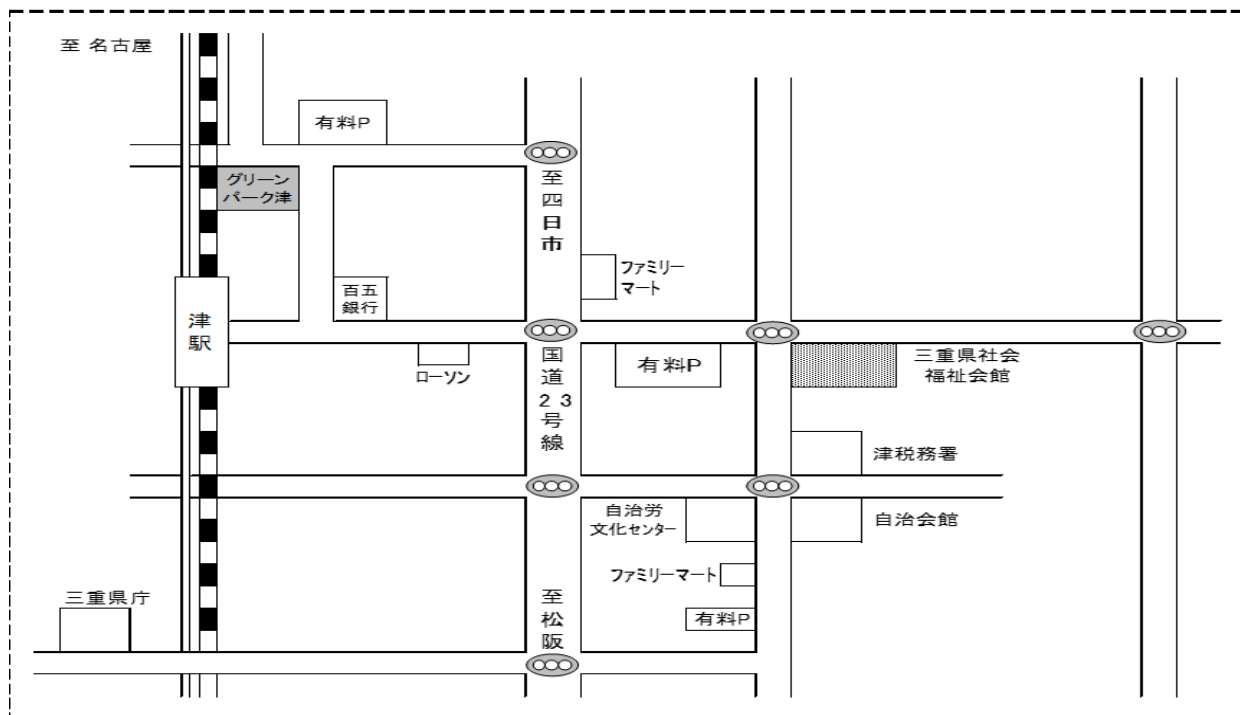 至 名古屋
有料P
グリーン
パーク津
至四日市
ファミリー
マート
百五
銀行
津駅
ローソン
国道23号線
有料P
三重県社会
福祉会館
津税務署
自治労
文化センター
自治会館
ファミリーマート
三重県庁
至松阪
有料P